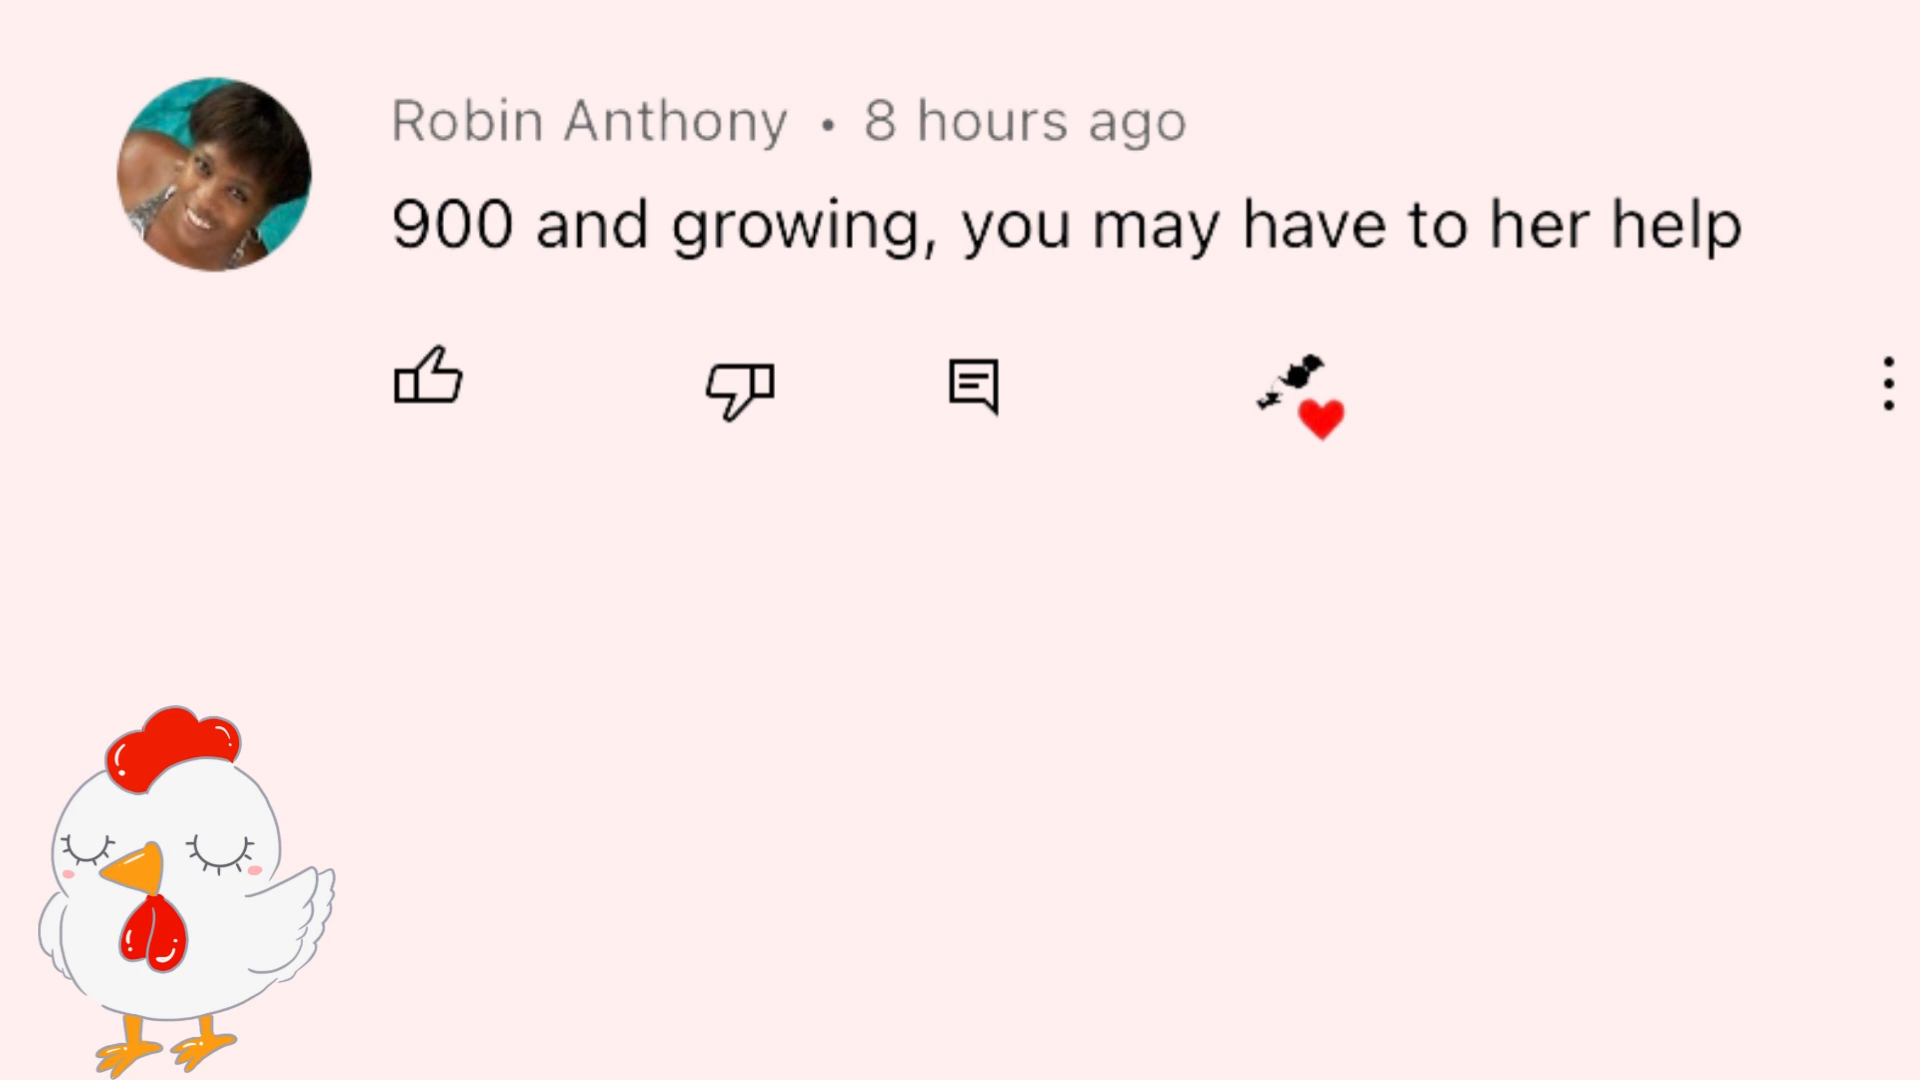 Robin Anthony • 8 hours ago
900 and growing, you may have to her help